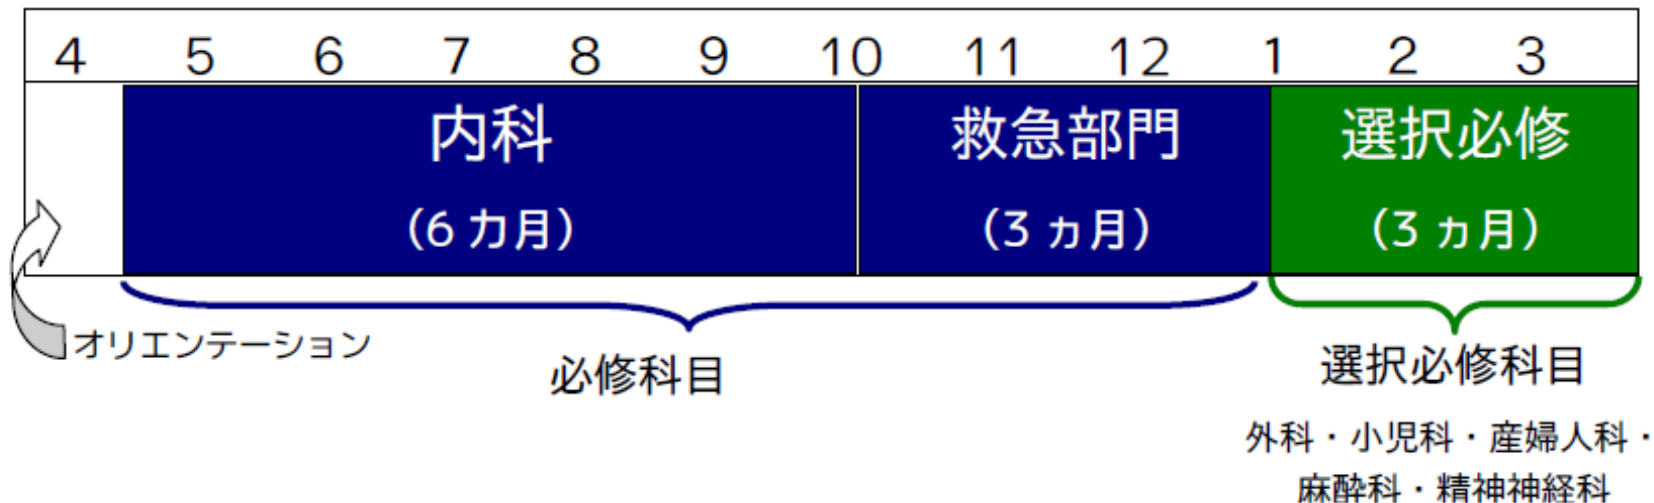 4 5 6 7 8 9 10 11 12 1 2 3
内科 救急部門 選択必修
(6 カ月) (3 ヵ月) (3 ヵ月)
オリエンテーション
必修科目 選択必修科目
外科・小児科・産婦人科・
麻酔科・精神神経科